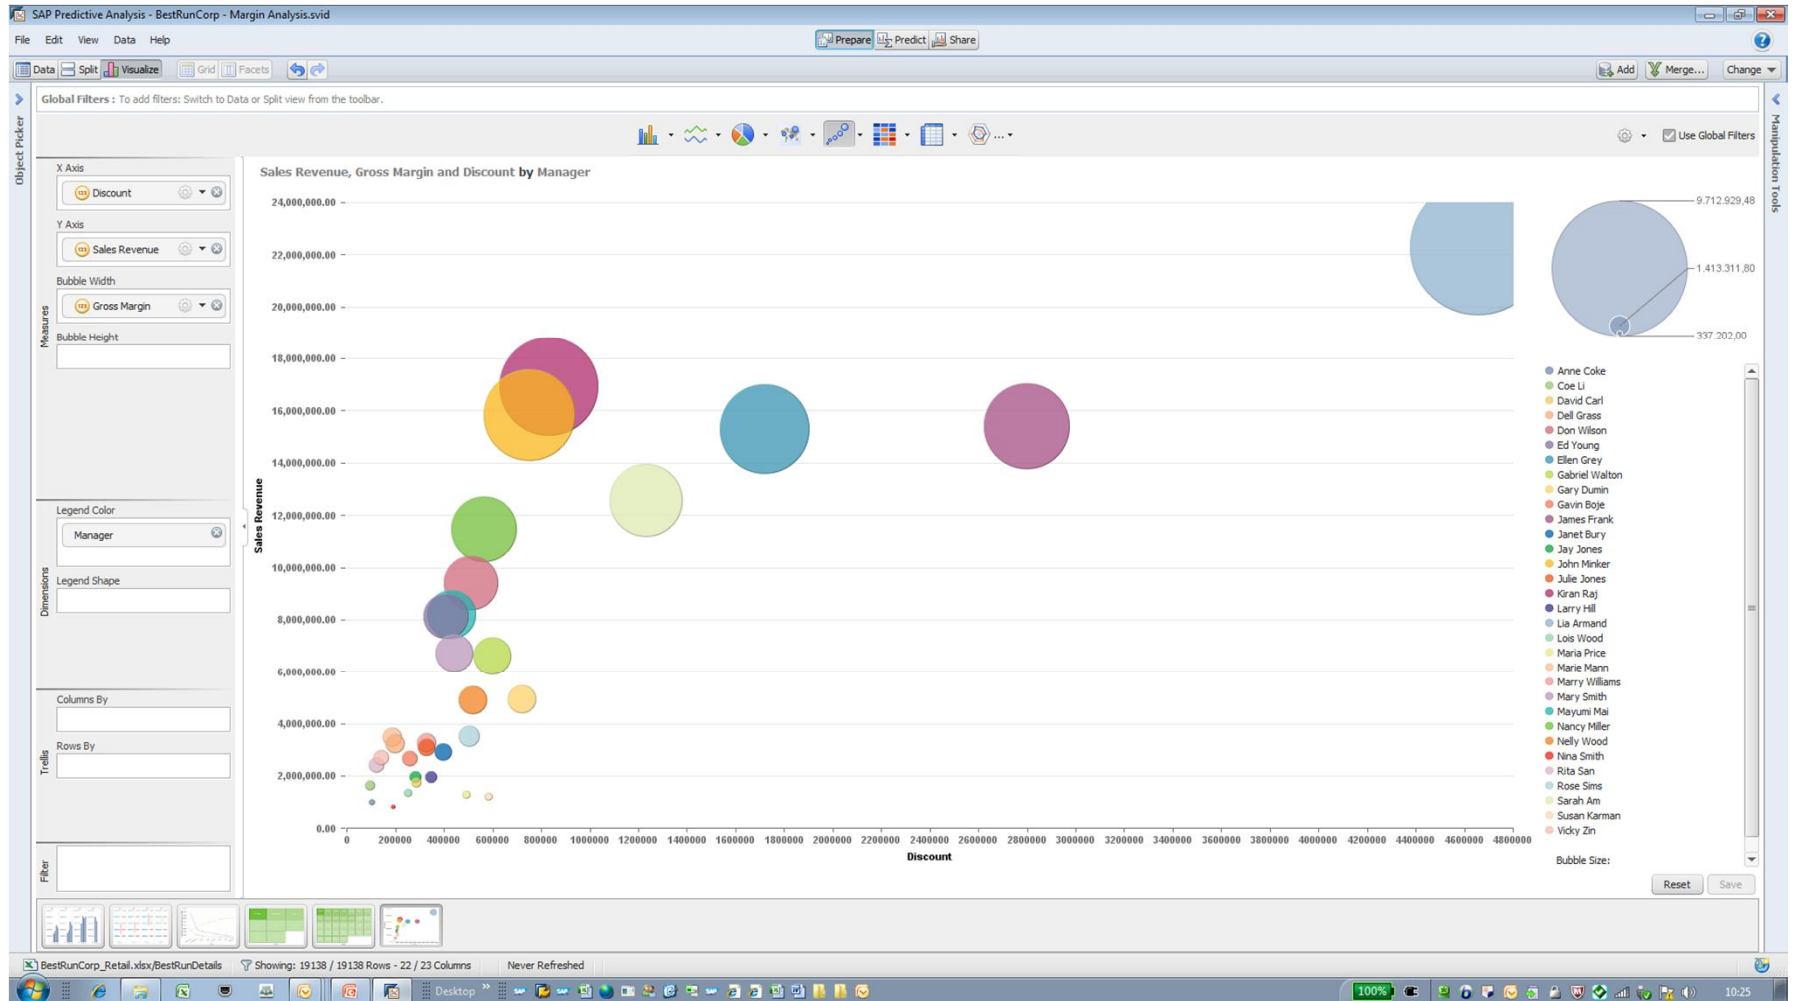 SAP Predictive Analysis - BestRunCorp - Margin Analysis.svid
File Edit View Data Help
Prepare Predict Share
Data Split Visualize Grid Facets
Add Merge... Change
Global Filters : To add filters: Switch to Data or Split view from the toolbar.
Object Picker
Manipulation Tools
... Use Global Filters
Measures
X Axis
Discount
Y Axis
Sales Revenue
Bubble Width
Gross Margin
Bubble Height
Dimensions
Legend Color
Manager
Legend Shape
Trellis
Columns By
Rows By
Filter
Sales Revenue, Gross Margin and Discount by Manager
Sales Revenue
24,000,000.00
22,000,000.00
20,000,000.00
18,000,000.00
16,000,000.00
14,000,000.00
12,000,000.00
10,000,000.00
8,000,000.00
6,000,000.00
4,000,000.00
2,000,000.00
0.00
0 200000 400000 600000 800000 1000000 1200000 1400000 1600000 1800000 2000000 2200000 2400000 2600000 2800000 3000000 3200000 3400000 3600000 3800000 4000000 4200000 4400000 4600000 4800000
Discount
9.712.929,48
1.413.311,80
337.202,00
Anne Coke
Coe Li
David Carl
Dell Grass
Don Wilson
Ed Young
Ellen Grey
Gabriel Walton
Gary Dumin
Gavin Boje
James Frank
Janet Bury
Jay Jones
John Minker
Julie Jones
Kiran Raj
Larry Hill
Lia Armand
Lois Wood
Maria Price
Marie Mann
Marry Williams
Mary Smith
Mayumi Mai
Nancy Miller
Nelly Wood
Nina Smith
Rita San
Rose Sims
Sarah Am
Susan Karman
Vicky Zin
Bubble Size:
Reset Save
BestRunCorp_Retail.xlsx/BestRunDetails Showing: 19138 / 19138 Rows - 22 / 23 Columns Never Refreshed
Desktop
100%
10:25